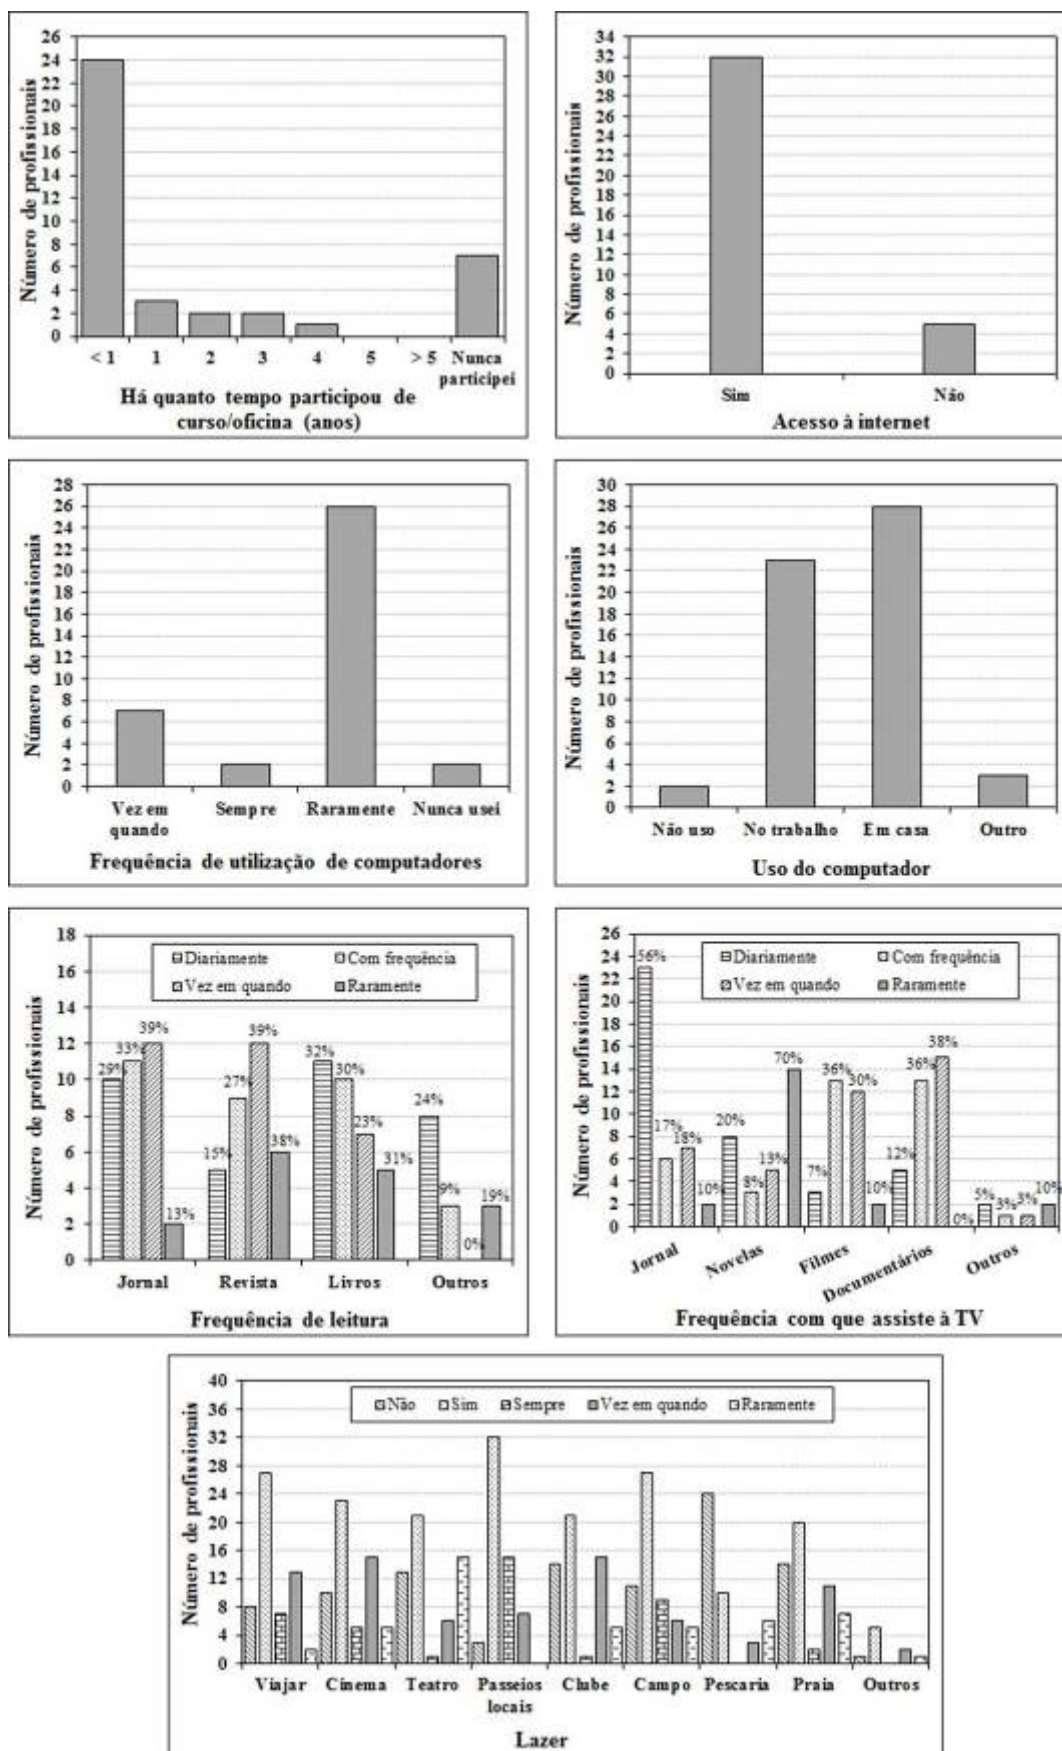 26
24
22
20
18
16
14
12
10
8
6
4
2
0
Número de profissionais
< 1 1 2 3 4 5 > 5 Nunca
participei
Há quanto tempo participou de
curso/oficina (anos)
34
32
30
28
26
24
22
20
18
16
14
12
10
8
6
4
2
0
Número de profissionais
Sim Não
Acesso à internet
28
26
24
22
20
18
16
14
12
10
8
6
4
2
0
Número de profissionais
Vez em Sempre Raramente Nunca usei
quando
Frequência de utilização de computadores
30
28
26
24
22
20
18
16
14
12
10
8
6
4
2
0
Número de profissionais
Não uso No trabalho Em casa Outro
Uso do computador
18
16
14
12
10
8
6
4
2
0
Número de profissionais
Diariamente Com frequência
Vez em quando Raramente
29% 33% 39% 13%
15% 27% 39% 38%
32% 30% 23% 31%
24% 9% 0% 19%
Jornal Revista Livros Outros
Frequência de leitura
26
24
22
20
18
16
14
12
10
8
6
4
2
0
Número de profissionais
Diariamente Com frequência
Vez em quando Raramente
56% 17% 18% 10%
20% 8% 13% 70%
7% 36% 30% 10%
12% 36% 38% 0%
5% 3% 3% 10%
Jornal Novelas Filmes Documentários Outros
Frequência com que assiste à TV
40
36
32
28
24
20
16
12
8
4
0
Número de profissionais
Não Sim Sempre Vez em quando Raramente
Viajar Cinema Teatro Passeios Clube Campo Pescaria Praia Outros
locais
Lazer